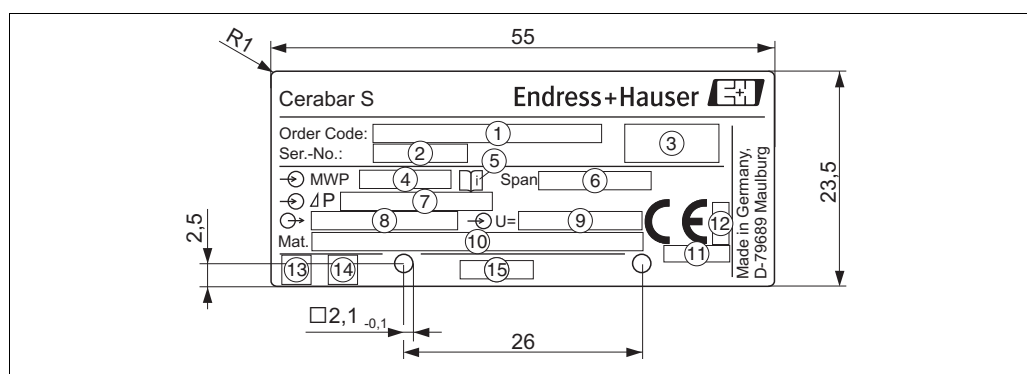 55
R1
Cerabar S
Endress+Hauser
Order Code: 1
3
Ser.-No.: 2
5
MWP 4 i Span 6
⊿P 7
8 U= 9
CE 12
Mat. 10
11
13 14 15
Made in Germany,
D-79689 Maulburg
23,5
2,5
□2,1 -0,1
26